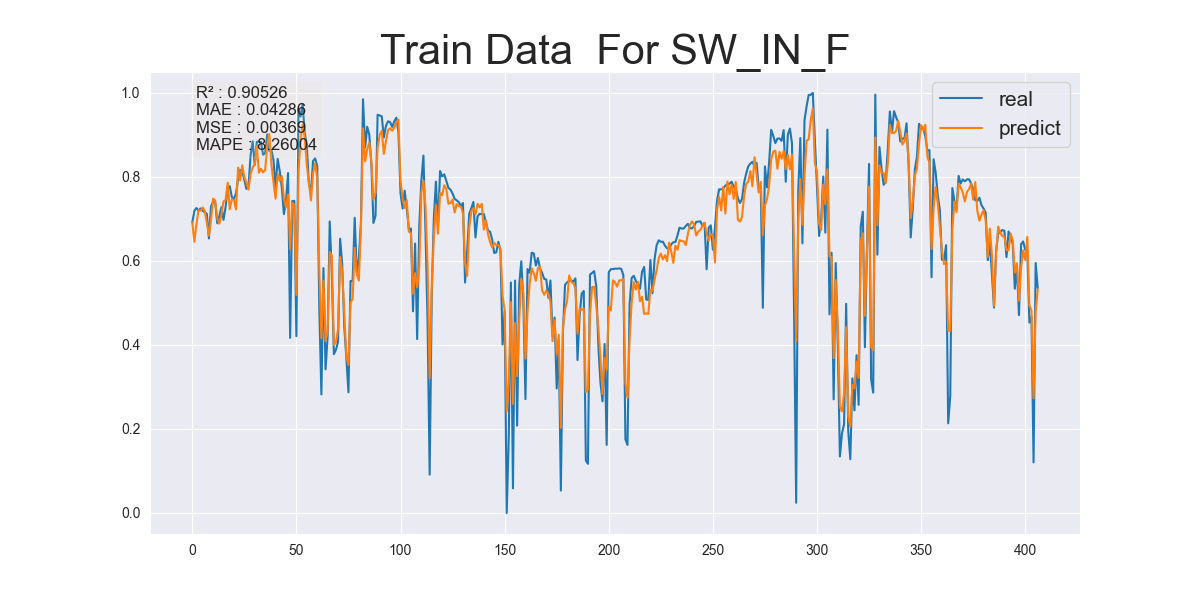 Train Data  For SW_IN_F
R² : 0.90526
MAE : 0.04286
MSE : 0.00369
MAPE : 8.26004
real
predict
1.0
0.8
0.6
0.4
0.2
0.0
0 50 100 150 200 250 300 350 400